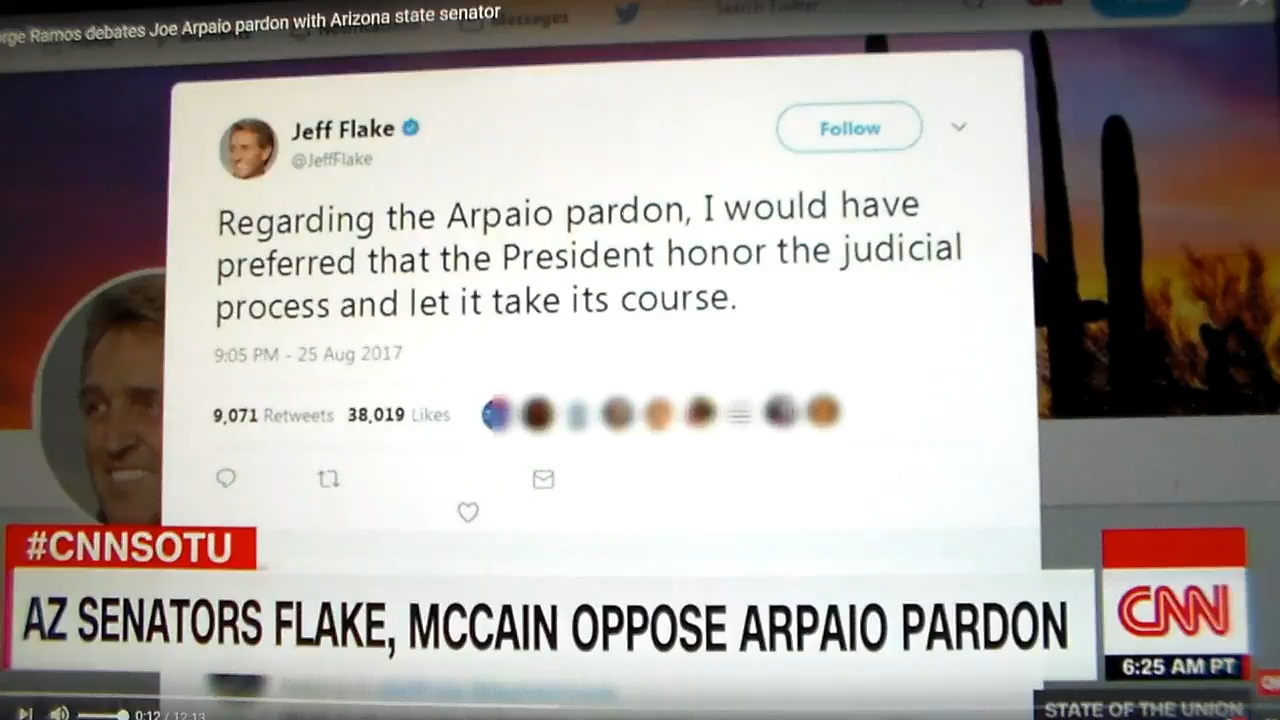 rge Ramos debates Joe Arpaio pardon with Arizona state senator
Messages
Search Twitter
Jeff Flake
@JeffFlake
Follow
Regarding the Arpaio pardon, I would have
preferred that the President honor the judicial
process and let it take its course.
9:05 PM - 25 Aug 2017
9,071 Retweets 38,019 Likes
#CNNSOTU
AZ SENATORS FLAKE, MCCAIN OPPOSE ARPAIO PARDON
CNN
6:25 AM PT
STATE OF THE UNION
0:12 / 12:13